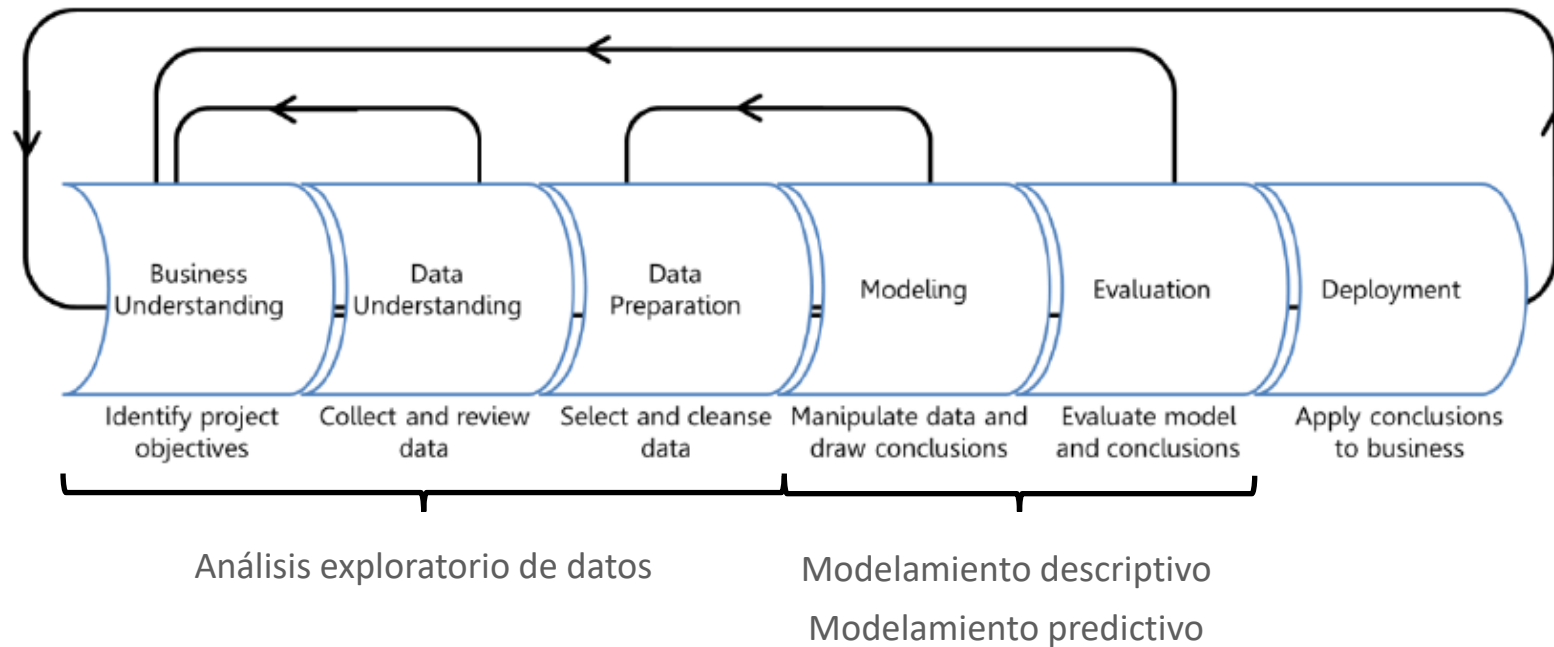 Business
Understanding
Data
Understanding
Data
Preparation
Modeling
Evaluation
Deployment
Identify project
objectives
Collect and review
data
Select and cleanse
data
Manipulate data and
draw conclusions
Evaluate model
and conclusions
Apply conclusions
to business
Análisis exploratorio de datos
Modelamiento descriptivo
Modelamiento predictivo